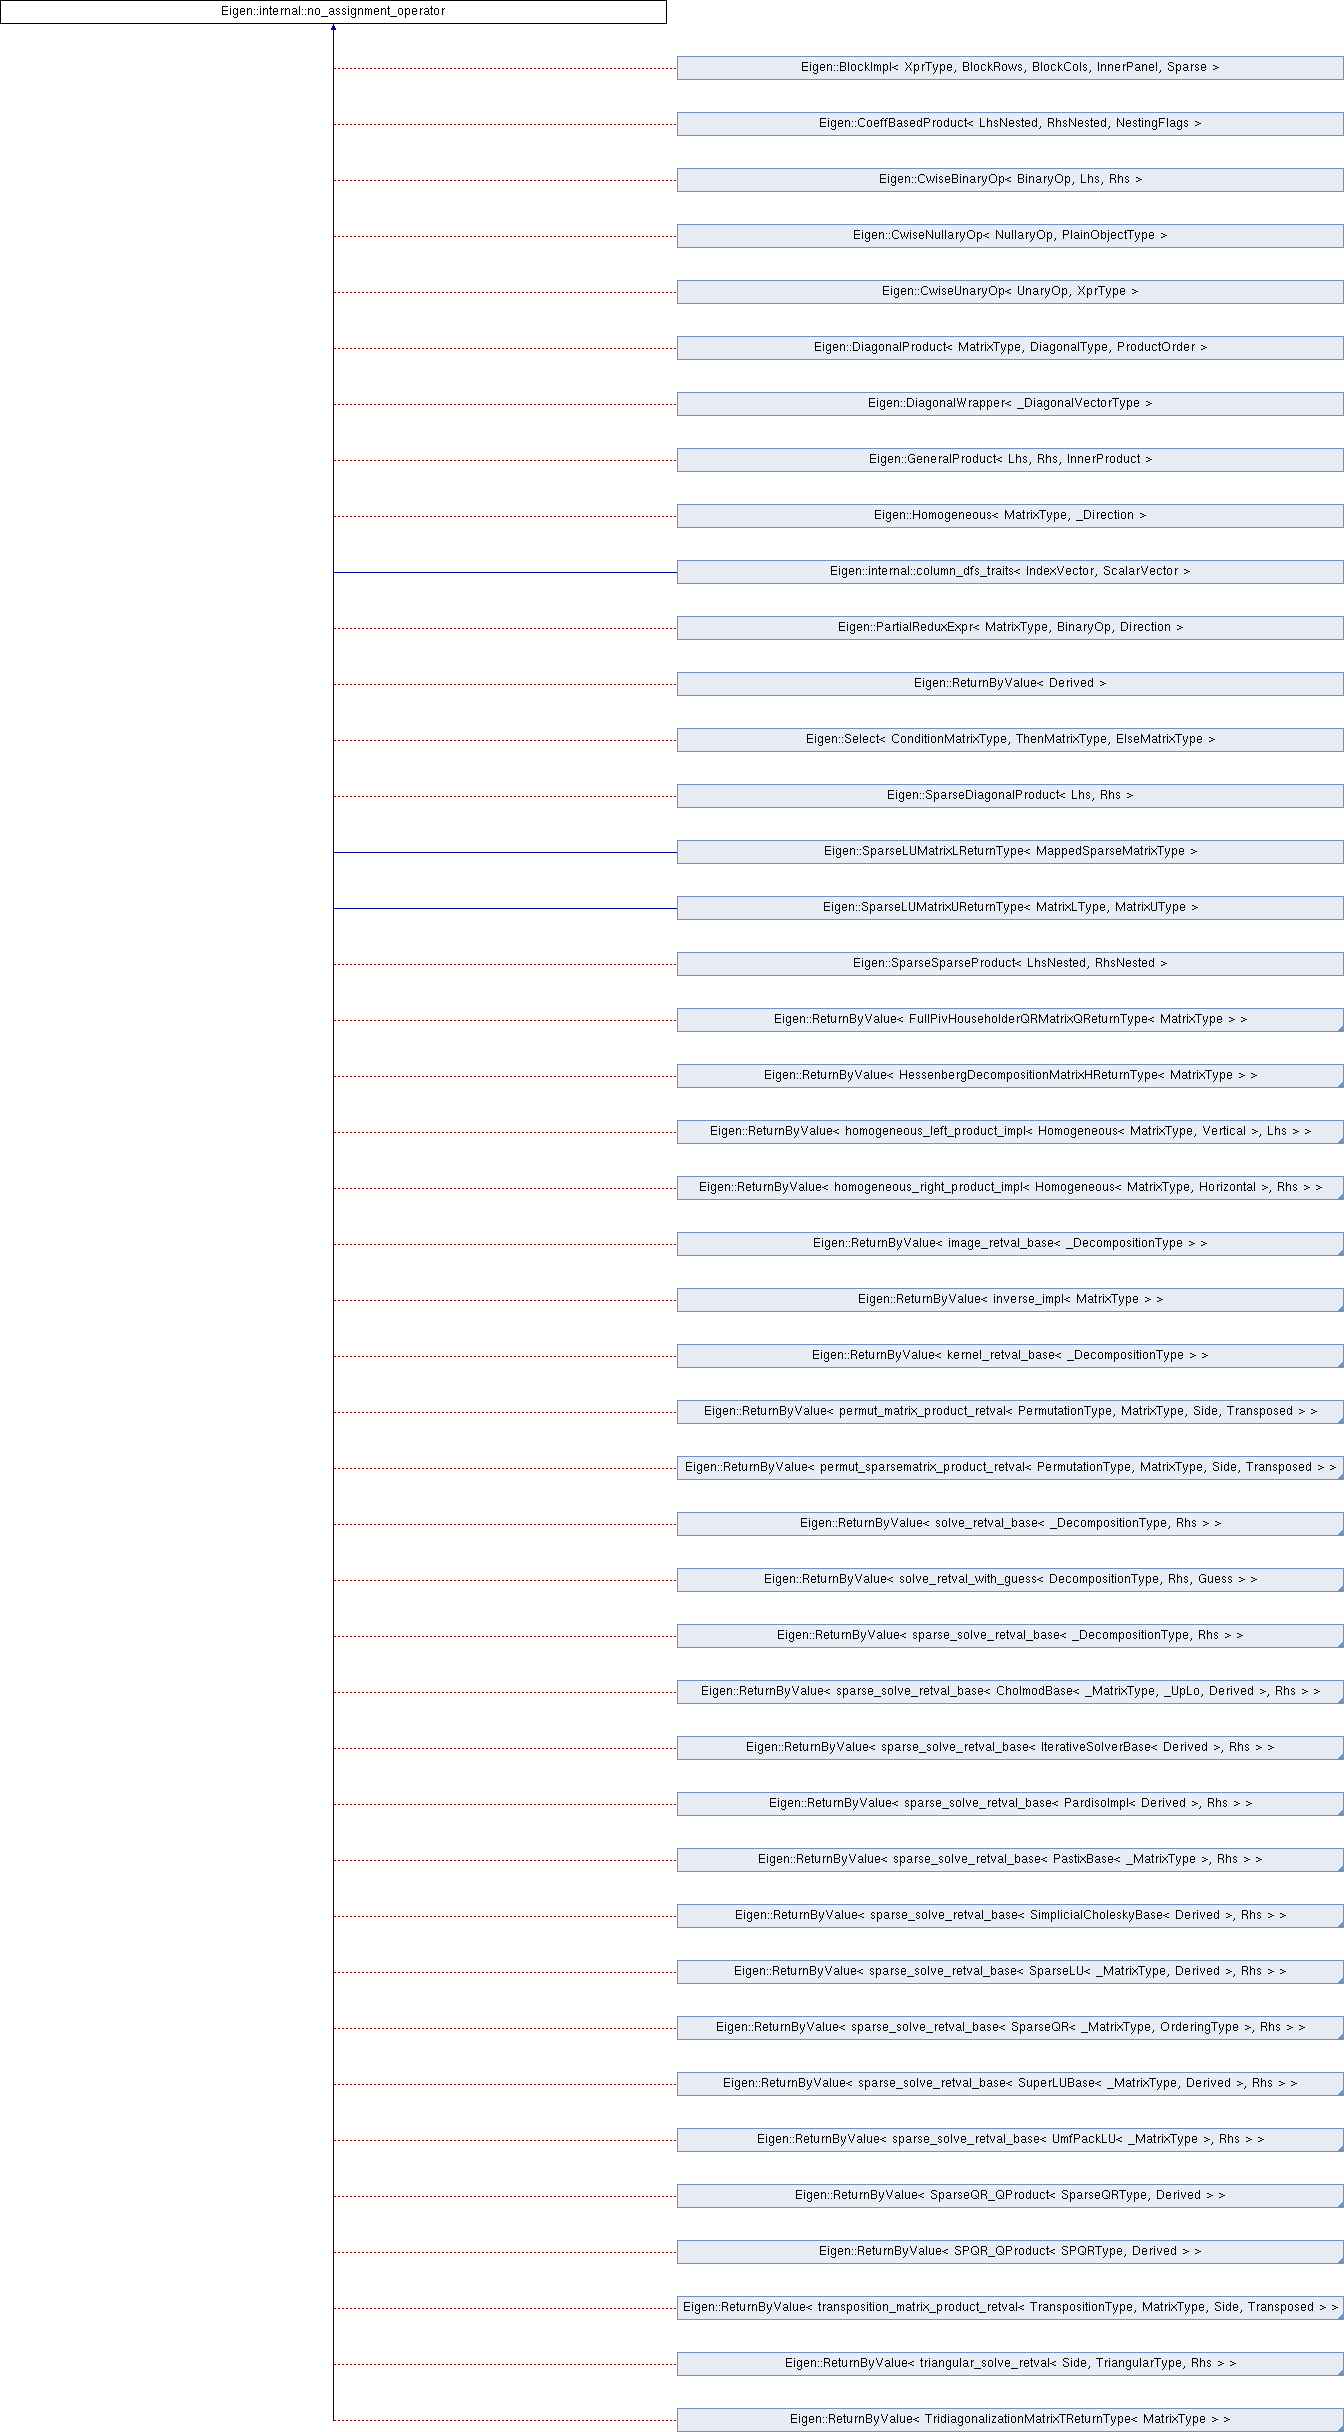 Eigen::internal::no_assignment_operator
Eigen::BlockImpl< XprType, BlockRows, BlockCols, InnerPanel, Sparse >
Eigen::CoeffBasedProduct< LhsNested, RhsNested, NestingFlags >
Eigen::CwiseBinaryOp< BinaryOp, Lhs, Rhs >
Eigen::CwiseNullaryOp< NullaryOp, PlainObjectType >
Eigen::CwiseUnaryOp< UnaryOp, XprType >
Eigen::DiagonalProduct< MatrixType, DiagonalType, ProductOrder >
Eigen::DiagonalWrapper< _DiagonalVectorType >
Eigen::GeneralProduct< Lhs, Rhs, InnerProduct >
Eigen::Homogeneous< MatrixType, _Direction >
Eigen::internal::column_dfs_traits< IndexVector, ScalarVector >
Eigen::PartialReduxExpr< MatrixType, BinaryOp, Direction >
Eigen::ReturnByValue< Derived >
Eigen::Select< ConditionMatrixType, ThenMatrixType, ElseMatrixType >
Eigen::SparseDiagonalProduct< Lhs, Rhs >
Eigen::SparseLUMatrixLReturnType< MappedSparseMatrixType >
Eigen::SparseLUMatrixUReturnType< MatrixLType, MatrixUType >
Eigen::SparseSparseProduct< LhsNested, RhsNested >
Eigen::ReturnByValue< FullPivHouseholderQRMatrixQReturnType< MatrixType > >
Eigen::ReturnByValue< HessenbergDecompositionMatrixHReturnType< MatrixType > >
Eigen::ReturnByValue< homogeneous_left_product_impl< Homogeneous< MatrixType, Vertical >, Lhs > >
Eigen::ReturnByValue< homogeneous_right_product_impl< Homogeneous< MatrixType, Horizontal >, Rhs > >
Eigen::ReturnByValue< image_retval_base< _DecompositionType > >
Eigen::ReturnByValue< inverse_impl< MatrixType > >
Eigen::ReturnByValue< kernel_retval_base< _DecompositionType > >
Eigen::ReturnByValue< permut_matrix_product_retval< PermutationType, MatrixType, Side, Transposed > >
Eigen::ReturnByValue< permut_sparsematrix_product_retval< PermutationType, MatrixType, Side, Transposed > >
Eigen::ReturnByValue< solve_retval_base< _DecompositionType, Rhs > >
Eigen::ReturnByValue< solve_retval_with_guess< DecompositionType, Rhs, Guess > >
Eigen::ReturnByValue< sparse_solve_retval_base< _DecompositionType, Rhs > >
Eigen::ReturnByValue< sparse_solve_retval_base< CholmodBase< _MatrixType, _UpLo, Derived >, Rhs > >
Eigen::ReturnByValue< sparse_solve_retval_base< IterativeSolverBase< Derived >, Rhs > >
Eigen::ReturnByValue< sparse_solve_retval_base< PardisoImpl< Derived >, Rhs > >
Eigen::ReturnByValue< sparse_solve_retval_base< PastixBase< _MatrixType >, Rhs > >
Eigen::ReturnByValue< sparse_solve_retval_base< SimplicialCholeskyBase< Derived >, Rhs > >
Eigen::ReturnByValue< sparse_solve_retval_base< SparseLU< _MatrixType, Derived >, Rhs > >
Eigen::ReturnByValue< sparse_solve_retval_base< SparseQR< _MatrixType, OrderingType >, Rhs > >
Eigen::ReturnByValue< sparse_solve_retval_base< SuperLUBase< _MatrixType, Derived >, Rhs > >
Eigen::ReturnByValue< sparse_solve_retval_base< UmfPackLU< _MatrixType >, Rhs > >
Eigen::ReturnByValue< SparseQR_QProduct< SparseQRType, Derived > >
Eigen::ReturnByValue< SPQR_QProduct< SPQRType, Derived > >
Eigen::ReturnByValue< transposition_matrix_product_retval< TranspositionType, MatrixType, Side, Transposed > >
Eigen::ReturnByValue< triangular_solve_retval< Side, TriangularType, Rhs > >
Eigen::ReturnByValue< TridiagonalizationMatrixTReturnType< MatrixType > >